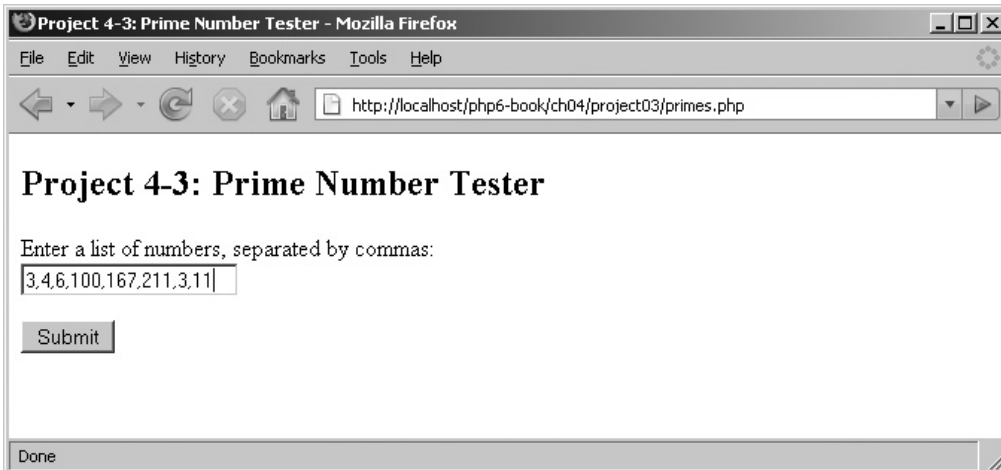 Project 4-3: Prime Number Tester - Mozilla Firefox
File Edit View History Bookmarks Tools Help
http://localhost/php6-book/ch04/project03/primes.php
Project 4-3: Prime Number Tester
Enter a list of numbers, separated by commas:
3,4,6,100,167,211,3,11
Submit
Done